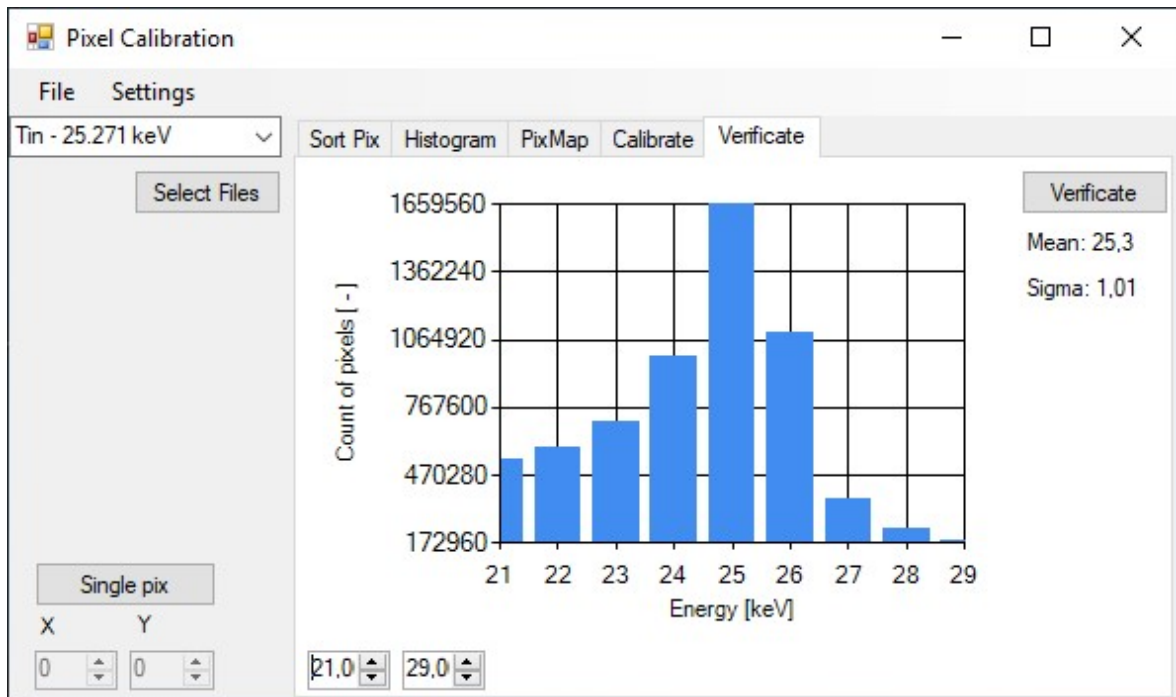 Pixel Calibration
File Settings
Tin - 25.271 keV
Sort Pix Histogram PixMap Calibrate Verificate
Select Files
Verificate
Mean: 25,3
Sigma: 1,01
Count of pixels [ - ]
1659560
1362240
1064920
767600
470280
172960
21 22 23 24 25 26 27 28 29
Energy [keV]
Single pix
X Y
0 0
21,0 29,0